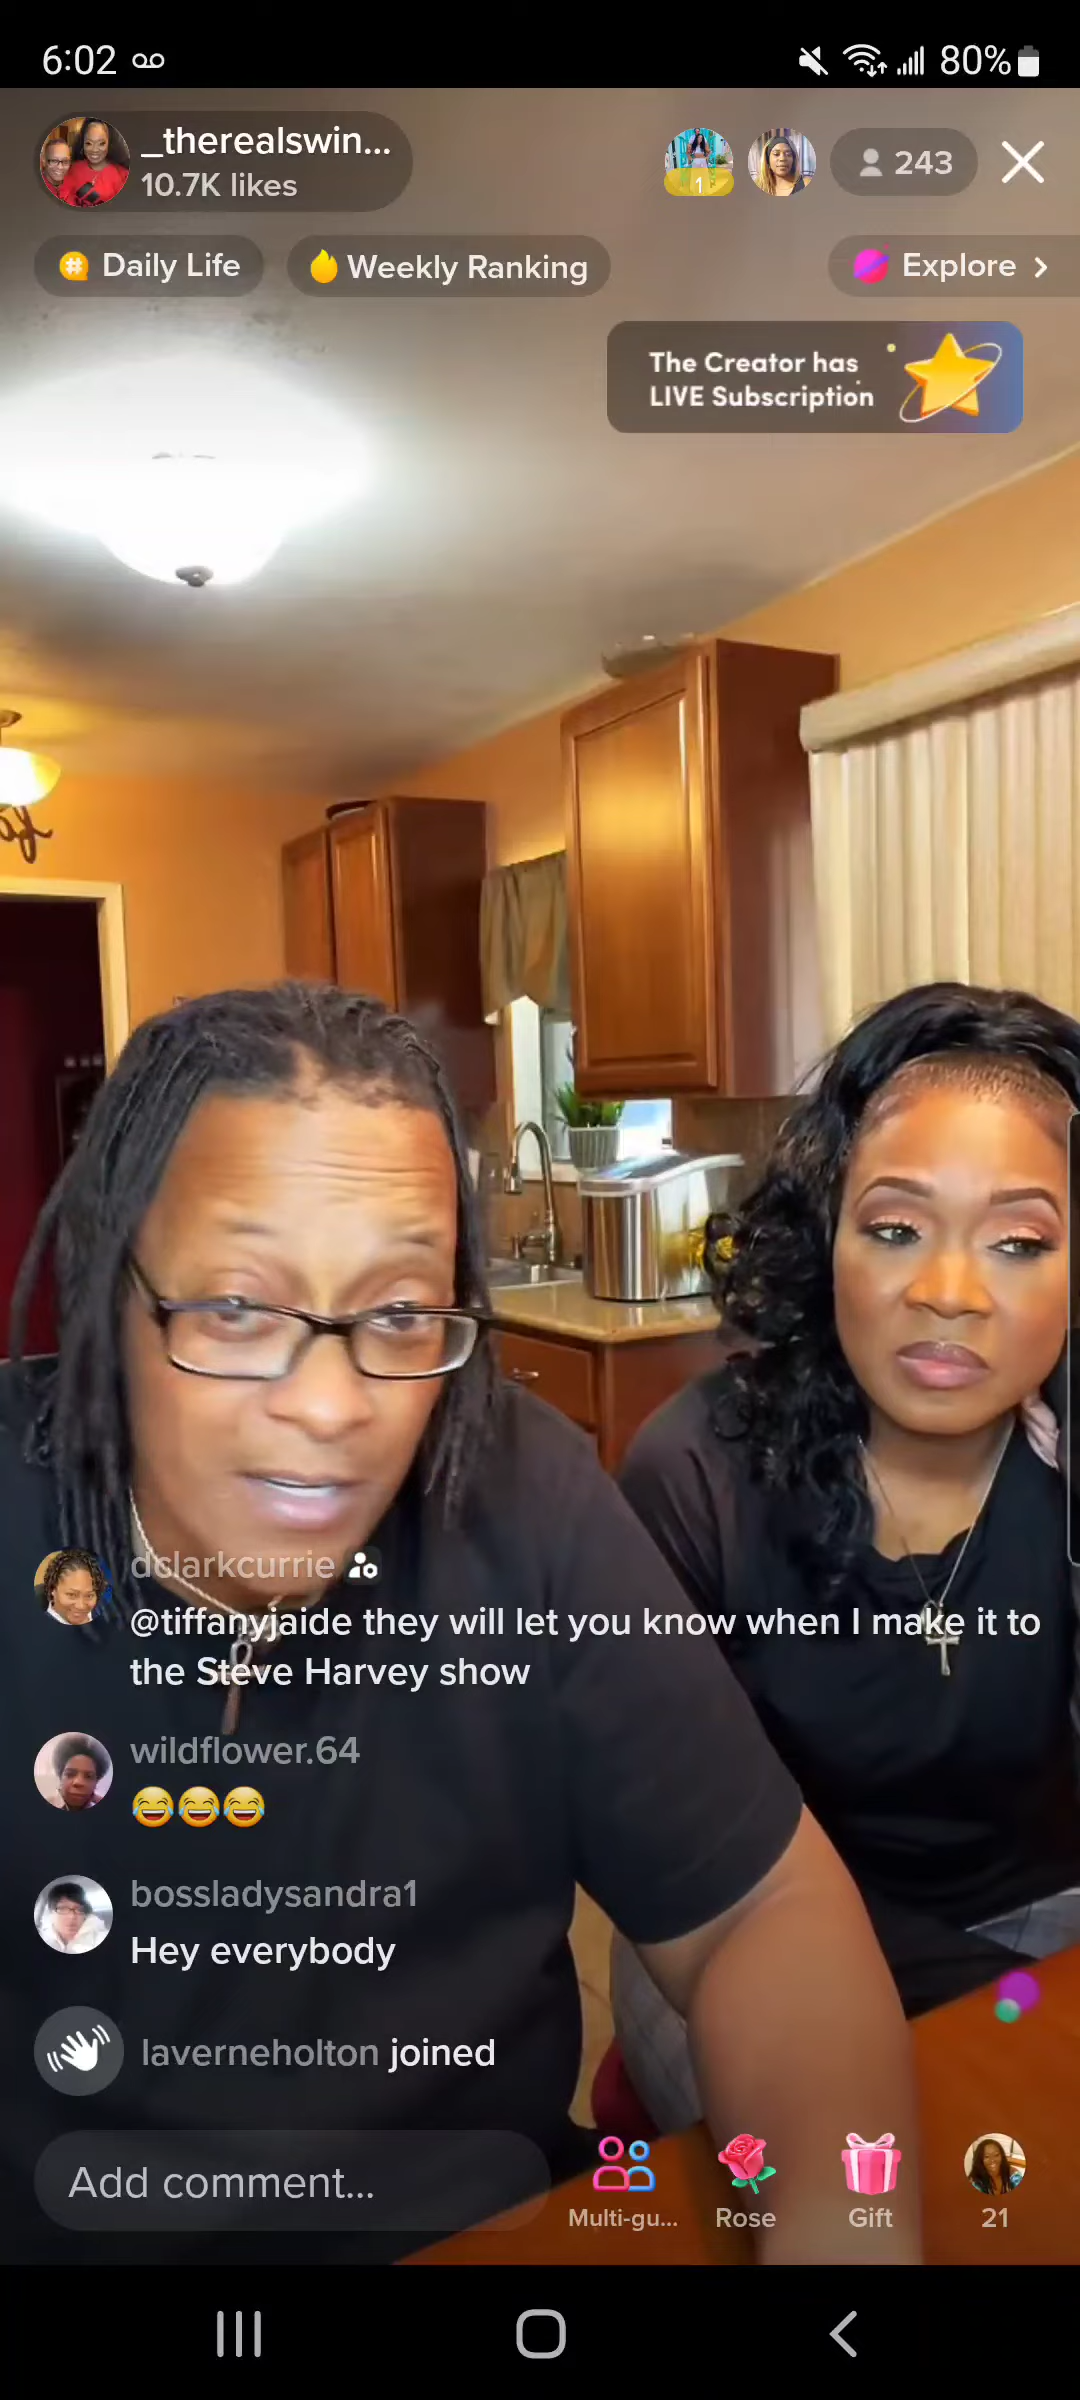 6:02
80%
_therealswin...
10.7K likes
1
243
Daily Life
Weekly Ranking
Explore >
The Creator has
LIVE Subscription
dclarkcurrie
@tiffanyjaide they will let you know when I make it to
the Steve Harvey show
wildflower.64
😂😂😂
bossladysandra1
Hey everybody
laverneholton joined
Add comment...
Multi-gu...
Rose
Gift
21